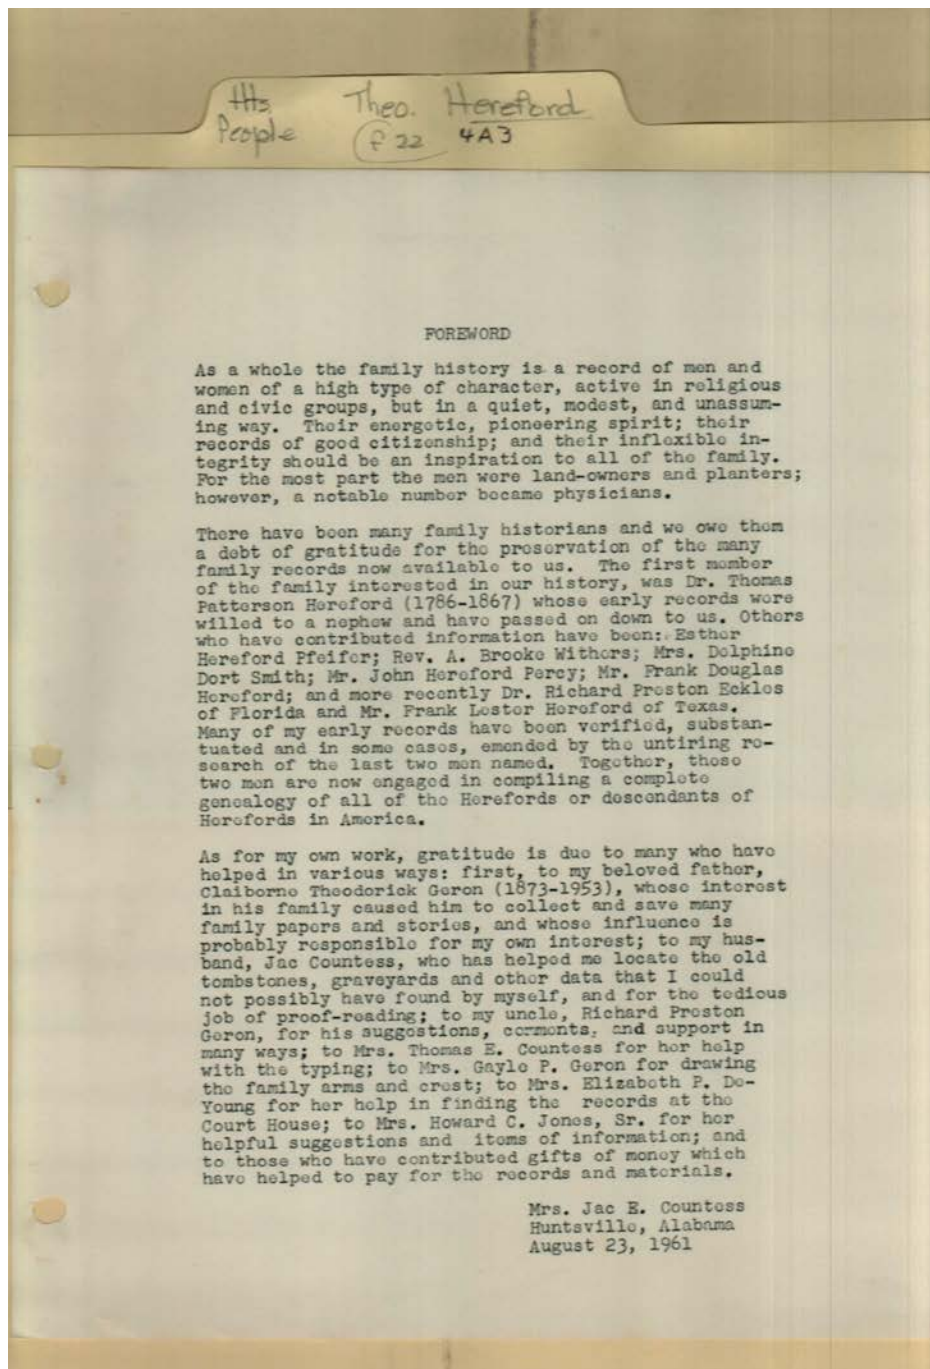 Hts. Theo. Hereford
People f 22 4A3
FOREWORD
As a whole the family history is a record of men and
women of a high type of character, active in religious
and civic groups, but in a quiet, modest, and unassum-
ing way. Their energetic, pioneering spirit; their
records of good citizenship; and their inflexible in-
tegrity should be an inspiration to all of the family.
For the most part the men were land-owners and planters;
however, a notable number became physicians.
There have been many family historians and we owe them
a debt of gratitude for the preservation of the many
family records now available to us. The first member
of the family interested in our history, was Dr. Thomas
Patterson Hereford (1786-1867) whose early records were
willed to a nephew and have passed on down to us. Others
who have contributed information have been: Esther
Hereford Pfeifer; Rev. A. Brooke Withers; Mrs. Delphine
Dort Smith; Mr. John Hereford Percy; Mr. Frank Douglas
Hereford; and more recently Dr. Richard Preston Eckles
of Florida and Mr. Frank Lester Hereford of Texas.
Many of my early records have been verified, substan-
tuated and in some cases, emended by the untiring re-
search of the last two men named. Together, these
two men are now engaged in compiling a complete
genealogy of all of the Herefords or descendants of
Herefords in America.
As for my own work, gratitude is due to many who have
helped in various ways: first, to my beloved father,
Claiborne Theodorick Geron (1873-1953), whose interest
in his family caused him to collect and save many
family papers and stories, and whose influence is
probably responsible for my own interest; to my hus-
band, Jac Countess, who has helped me locate the old
tombstones, graveyards and other data that I could
not possibly have found by myself, and for the tedious
job of proof-reading; to my uncle, Richard Preston
Geron, for his suggestions, comments, and support in
many ways; to Mrs. Thomas E. Countess for her help
with the typing; to Mrs. Gayle P. Geron for drawing
the family arms and crest; to Mrs. Elizabeth P. De-
Young for her help in finding the records at the
Court House; to Mrs. Howard C. Jones, Sr. for her
helpful suggestions and items of information; and
to those who have contributed gifts of money which
have helped to pay for the records and materials.
Mrs. Jac E. Countess
Huntsville, Alabama
August 23, 1961